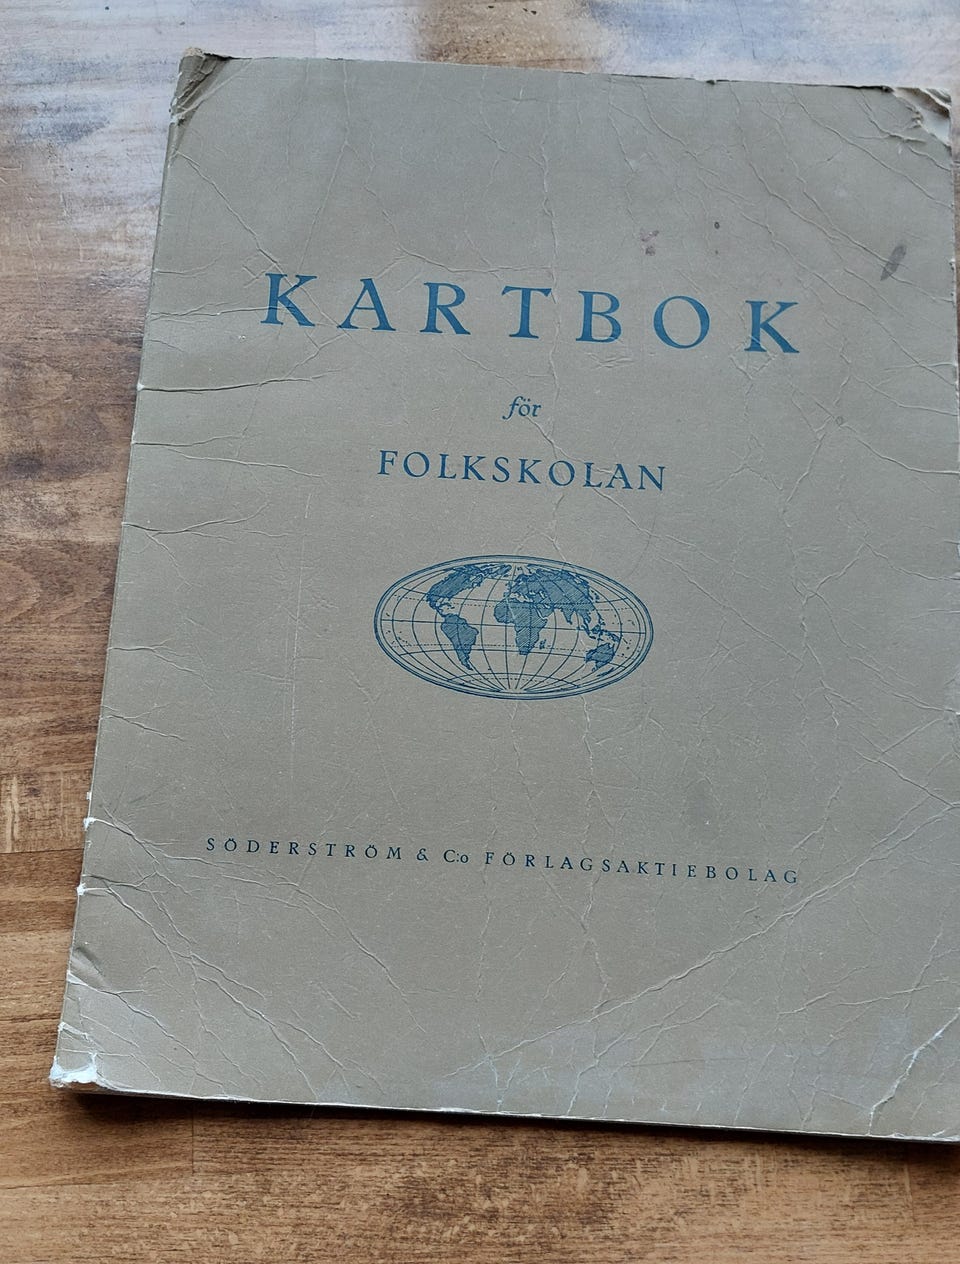 KARTBOK
för
FOLKSKOLAN
SÖDERSTRÖM & C:o FÖRLAGSAKTIEBOLAG